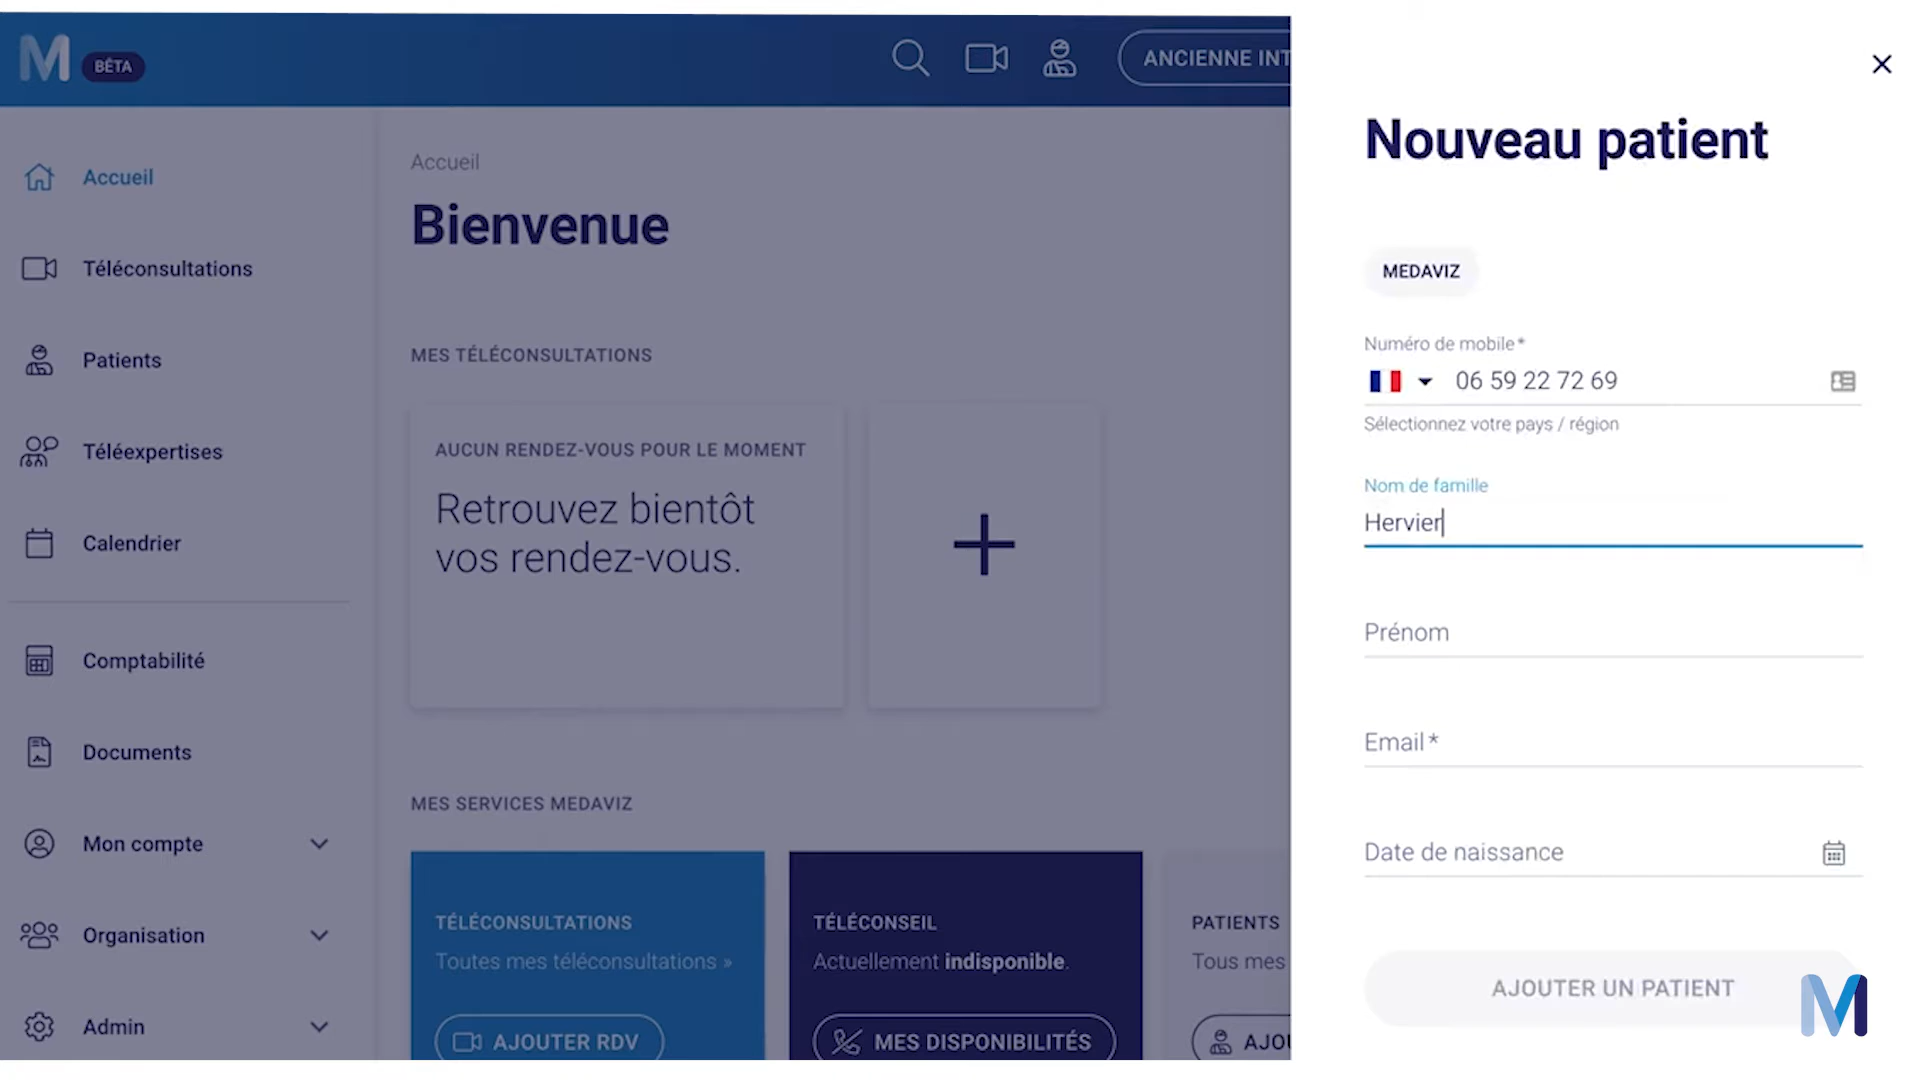 M BÊTA
ANCIENNE INT
Accueil
Téléconsultations
Patients
Téléexpertises
Calendrier
Comptabilité
Documents
Mon compte
Organisation
Admin
Accueil
Bienvenue
MES TÉLÉCONSULTATIONS
AUCUN RENDEZ-VOUS POUR LE MOMENT
Retrouvez bientôt
vos rendez-vous.
MES SERVICES MEDAVIZ
TÉLÉCONSULTATIONS
Toutes mes téléconsultations »
AJOUTER RDV
TÉLÉCONSEIL
Actuellement indisponible.
MES DISPONIBILITÉS
PATIENTS
Tous mes
AJOU
Nouveau patient
MEDAVIZ
Numéro de mobile*
06 59 22 72 69
Sélectionnez votre pays / région
Nom de famille
Hervier
Prénom
Email*
Date de naissance
AJOUTER UN PATIENT
M